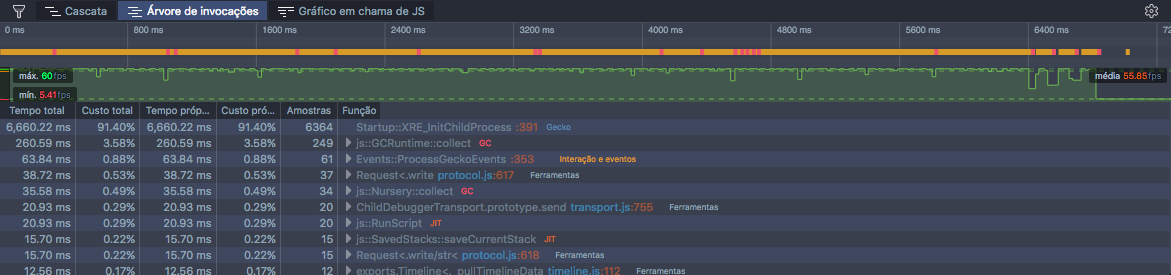 Cascata Árvore de invocações Gráfico em chama de JS
0 ms 800 ms 1600 ms 2400 ms 3200 ms 4000 ms 4800 ms 5600 ms 6400 ms 72
máx. 60fps
média 55.85fps
mín. 5.41fps
Tempo total Custo total Tempo próp... Custo pró... Amostras Função
6,660.22 ms 91.40% 6,660.22 ms 91.40% 6364 Startup::XRE_InitChildProcess :391 Gecko
260.59 ms 3.58% 260.59 ms 3.58% 249 js::GCRuntime::collect GC
63.84 ms 0.88% 63.84 ms 0.88% 61 Events::ProcessGeckoEvents :353 Interação e eventos
38.72 ms 0.53% 38.72 ms 0.53% 37 Request<.write protocol.js:617 Ferramentas
35.58 ms 0.49% 35.58 ms 0.49% 34 js::Nursery::collect GC
20.93 ms 0.29% 20.93 ms 0.29% 20 ChildDebuggerTransport.prototype.send transport.js:755 Ferramentas
20.93 ms 0.29% 20.93 ms 0.29% 20 js::RunScript JIT
15.70 ms 0.22% 15.70 ms 0.22% 15 js::SavedStacks::saveCurrentStack JIT
15.70 ms 0.22% 15.70 ms 0.22% 15 Request<.write/str< protocol.js:618 Ferramentas
12.56 ms 0.17% 12.56 ms 0.17% 12 exports.Timeline<._pullTimelineData timeline.js:112 Ferramentas